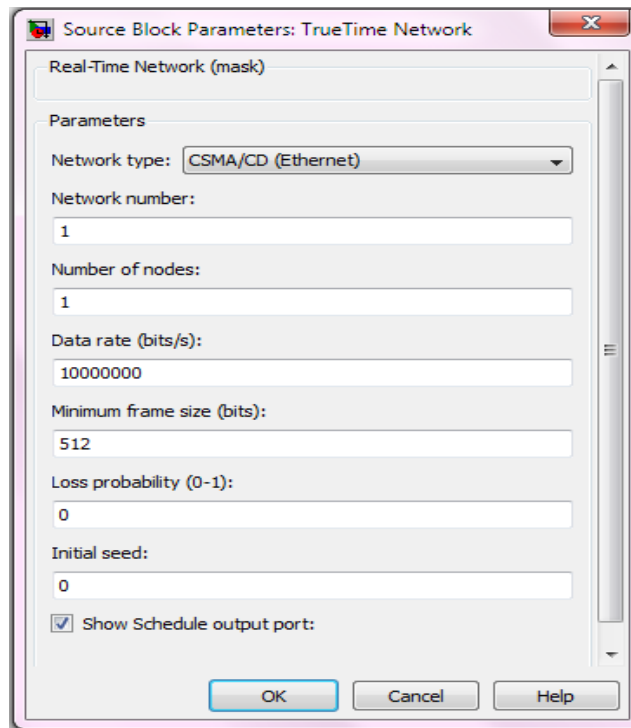 Source Block Parameters: TrueTime Network
Real-Time Network (mask)
Parameters
Network type: CSMA/CD (Ethernet)
Network number:
1
Number of nodes:
1
Data rate (bits/s):
10000000
Minimum frame size (bits):
512
Loss probability (0-1):
0
Initial seed:
0
Show Schedule output port:
OK Cancel Help